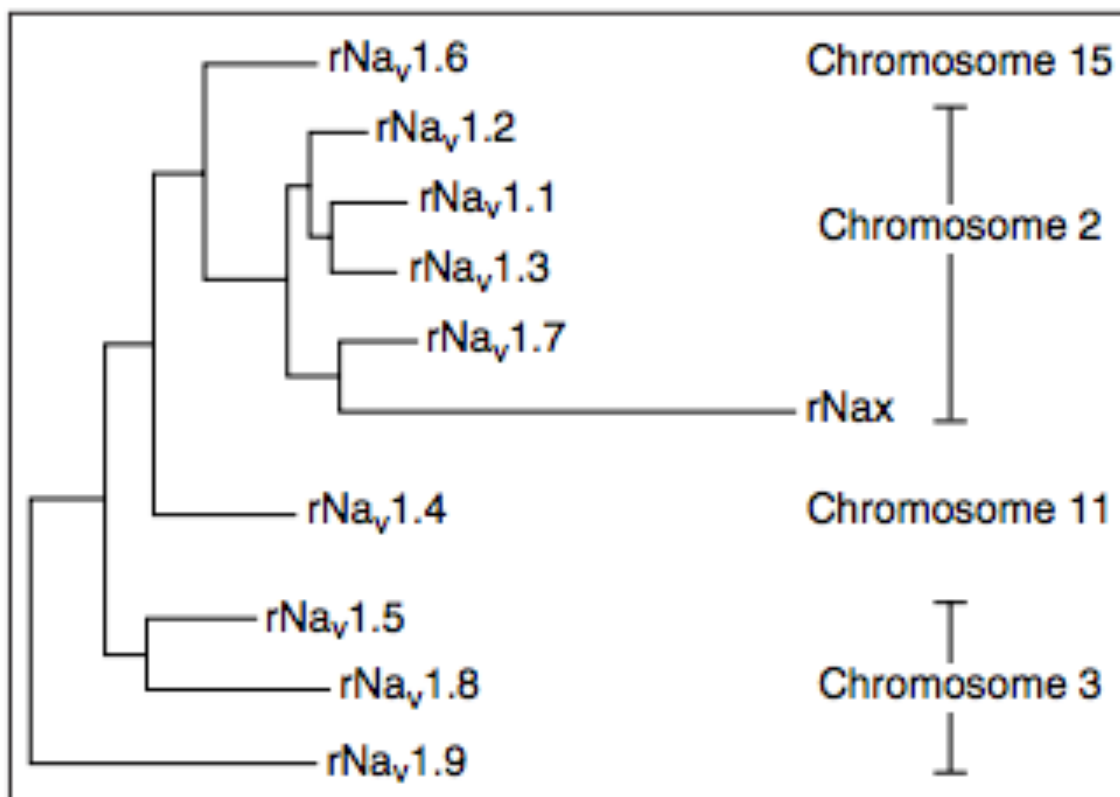 rNav1.6 Chromosome 15
rNav1.2
rNav1.1
Chromosome 2
rNav1.3
rNav1.7
rNax
rNav1.4 Chromosome 11
rNav1.5
rNav1.8 Chromosome 3
rNav1.9